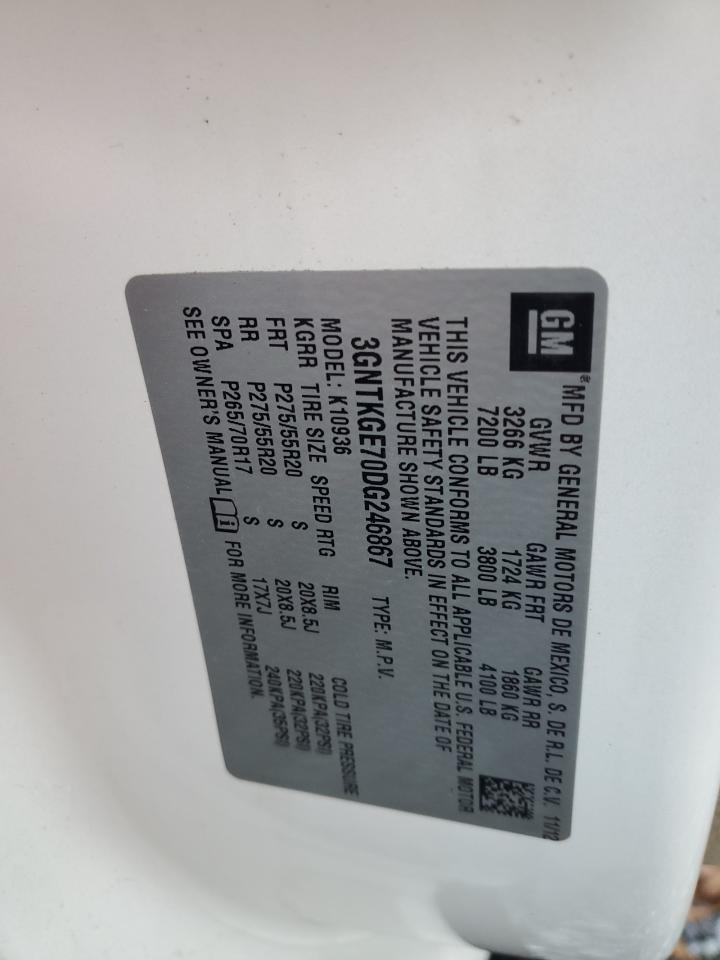 GM
® MFD BY GENERAL MOTORS DE MEXICO, S. DE R.L. DE C.V. 11/12
GVWR GAWR FRT GAWR RR
3266 KG 1724 KG 1860 KG
7200 LB 3800 LB 4100 LB
THIS VEHICLE CONFORMS TO ALL APPLICABLE U.S. FEDERAL MOTOR
VEHICLE SAFETY STANDARDS IN EFFECT ON THE DATE OF
MANUFACTURE SHOWN ABOVE.
3GNTKGE70DG246867 TYPE: M.P.V.
MODEL: K10936
KGRR TIRE SIZE SPEED RTG RIM COLD TIRE PRESSURE
FRT P275/55R20 S 20X8.5J 220KPA(32PSI)
RR P275/55R20 S 20X8.5J 220KPA(32PSI)
SPA P265/70R17 17X7J 240KPA(35PSI)
SEE OWNER'S MANUAL FOR MORE INFORMATION.